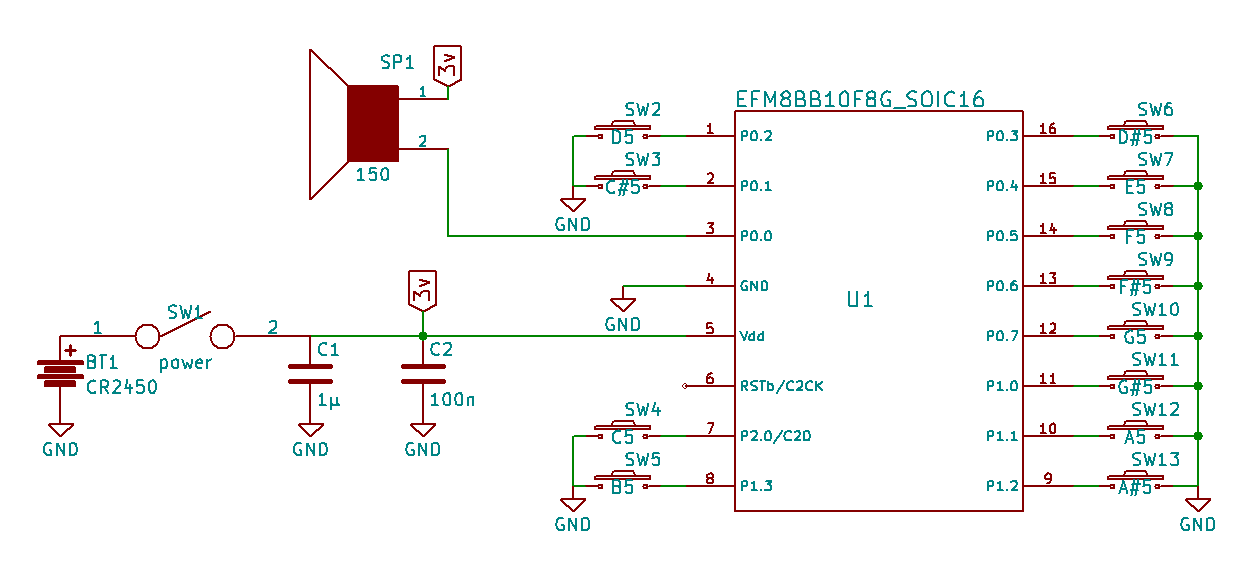 SP1
3v
1
2
150
EFM8BB10F8G_SOIC16
U1
SW2
D5
1
P0.2
SW3
C#5
2
P0.1
GND
3
P0.0
4
GND
GND
5
Vdd
6
RSTb/C2CK
SW4
C5
7
P2.0/C2D
SW5
B5
8
P1.3
GND
P0.3
16
SW6
D#5
P0.4
15
SW7
E5
P0.5
14
SW8
F5
P0.6
13
SW9
F#5
P0.7
12
SW10
G5
P1.0
11
SW11
G#5
P1.1
10
SW12
A5
P1.2
9
SW13
A#5
GND
3v
1
SW1
2
power
+
BT1
CR2450
GND
C1
1µ
GND
C2
100n
GND